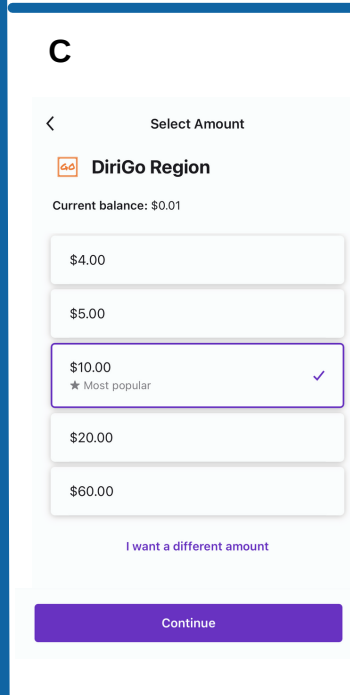 C
Select Amount
GO DiriGo Region
Current balance: $0.01
$4.00
$5.00
$10.00
★ Most popular
$20.00
$60.00
I want a different amount
Continue